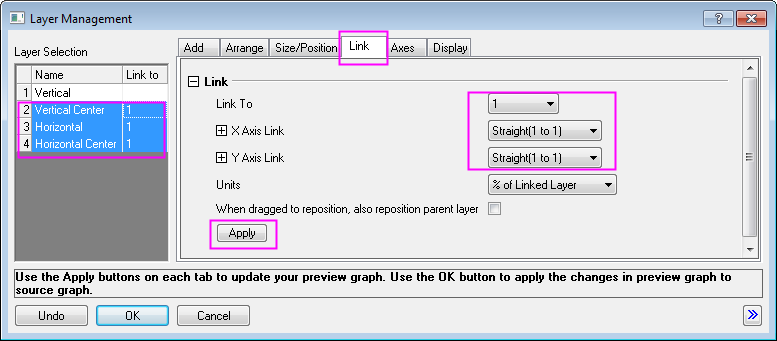 Layer Management
Layer Selection
Add Arrange Size/Position Link Axes Display
Name Link to
1 Vertical
2 Vertical Center 1
3 Horizontal 1
4 Horizontal Center 1
Link
Link To 1
X Axis Link Straight(1 to 1)
Y Axis Link Straight(1 to 1)
Units % of Linked Layer
When dragged to reposition, also reposition parent layer
Apply
Use the Apply buttons on each tab to update your preview graph. Use the OK button to apply the changes in preview graph to
source graph.
Undo OK Cancel